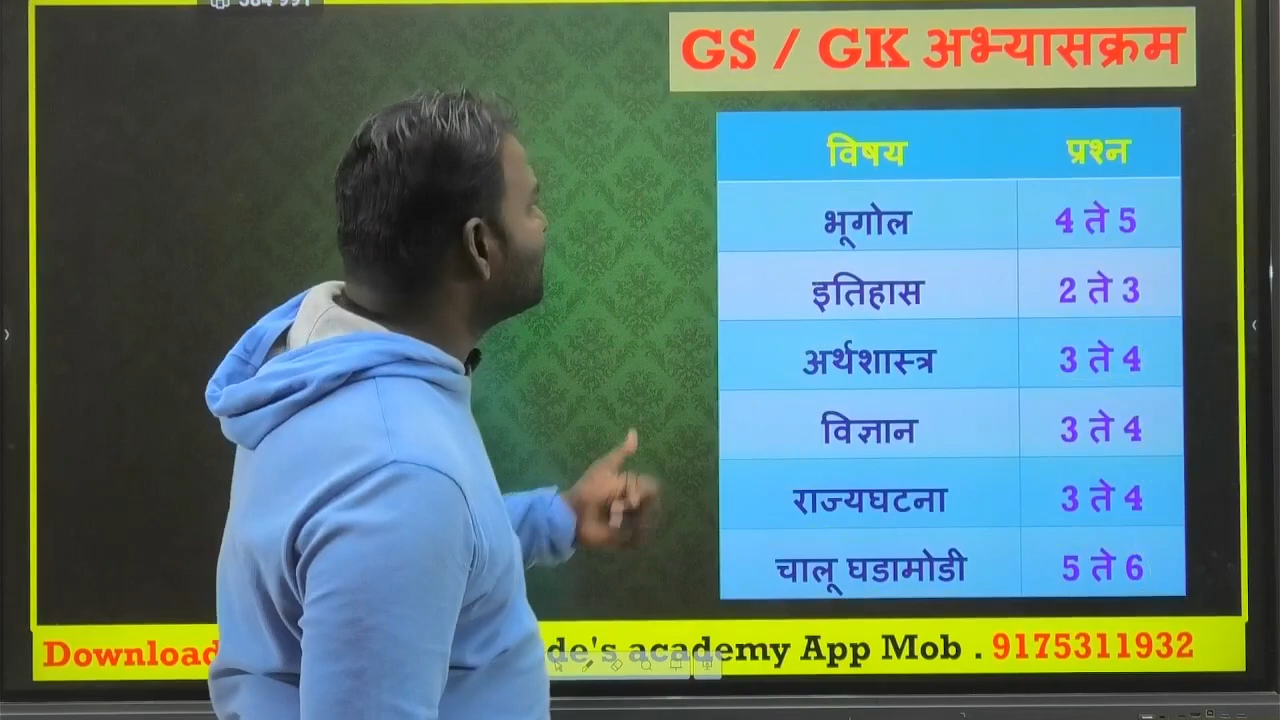 GS / GK अभ्यासक्रम
विषय प्रश्न
भूगोल 4 ते 5
इतिहास 2 ते 3
अर्थशास्त्र 3 ते 4
विज्ञान 3 ते 4
राज्यघटना 3 ते 4
चालू घडामोडी 5 ते 6
Download de's academy App Mob . 9175311932